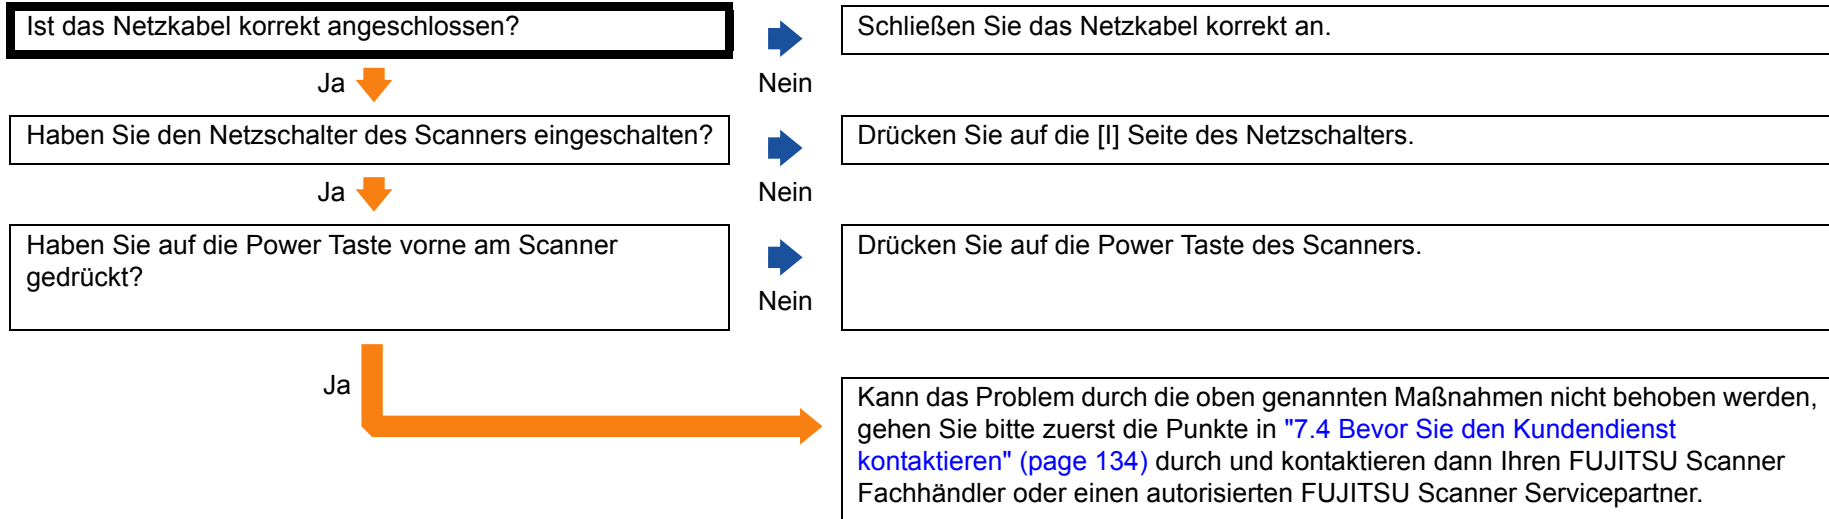 Ist das Netzkabel korrekt angeschlossen?
Schließen Sie das Netzkabel korrekt an.
Ja
Nein
Haben Sie den Netzschalter des Scanners eingeschalten?
Drücken Sie auf die [I] Seite des Netzschalters.
Ja
Nein
Haben Sie auf die Power Taste vorne am Scanner
gedrückt?
Drücken Sie auf die Power Taste des Scanners.
Nein
Ja
Kann das Problem durch die oben genannten Maßnahmen nicht behoben werden,
gehen Sie bitte zuerst die Punkte in "7.4 Bevor Sie den Kundendienst
kontaktieren" (page 134) durch und kontaktieren dann Ihren FUJITSU Scanner
Fachhändler oder einen autorisierten FUJITSU Scanner Servicepartner.